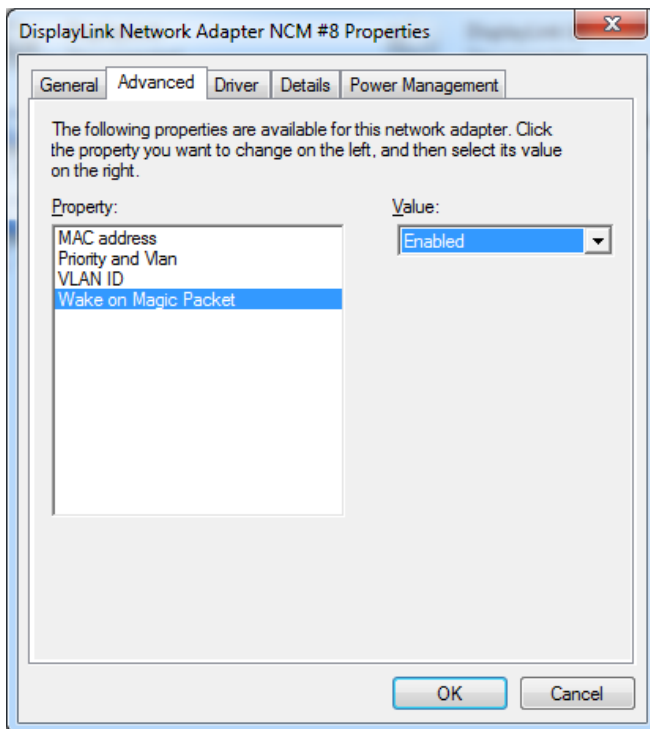 DisplayLink Network Adapter NCM #8 Properties
General Advanced Driver Details Power Management
The following properties are available for this network adapter. Click
the property you want to change on the left, and then select its value
on the right.
Property: Value:
MAC address Enabled
Priority and Vlan
VLAN ID
Wake on Magic Packet
OK Cancel